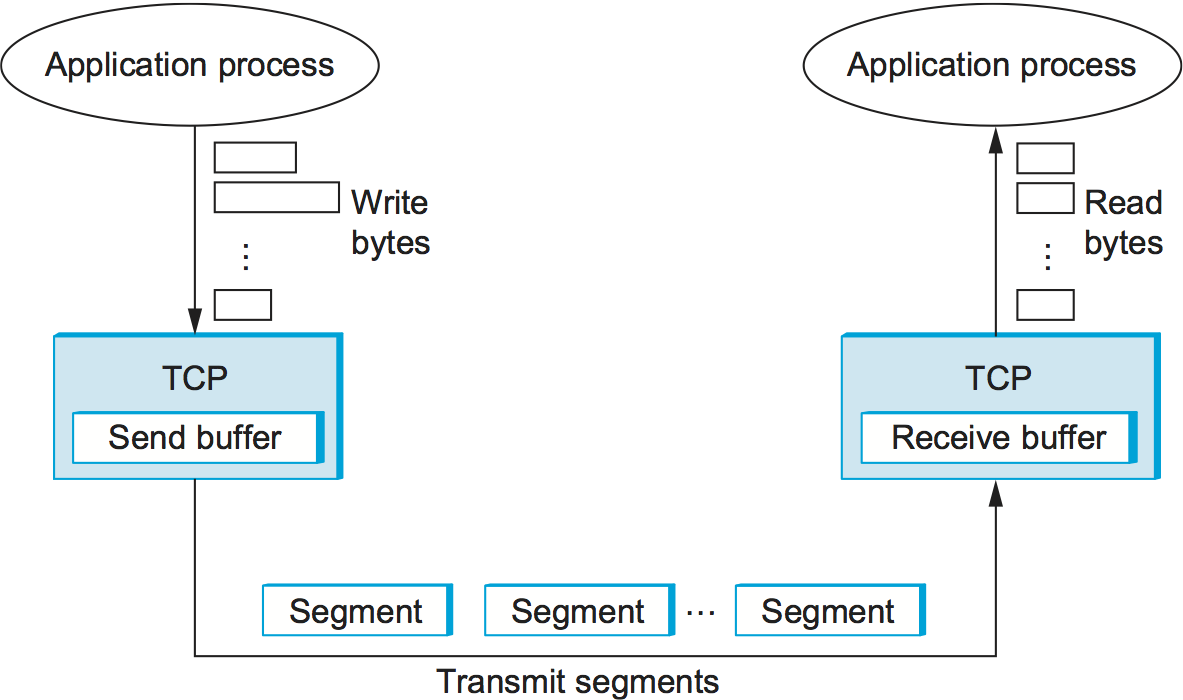 Application process
Application process
Write
bytes
Read
bytes
TCP
Send buffer
TCP
Receive buffer
Segment
Segment
...
Segment
Transmit segments